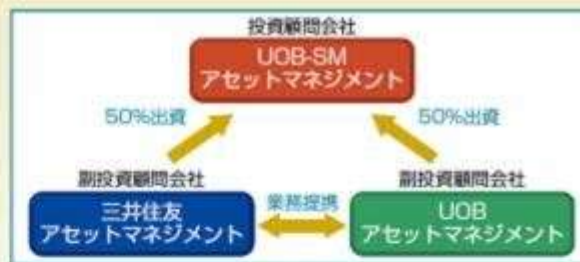 投資顧問会社
UOB-SM
アセットマネジメント
50%出資
50%出資
副投資顧問会社
副投資顧問会社
三井住友
アセットマネジメント
業務提携
UOB
アセットマネジメント